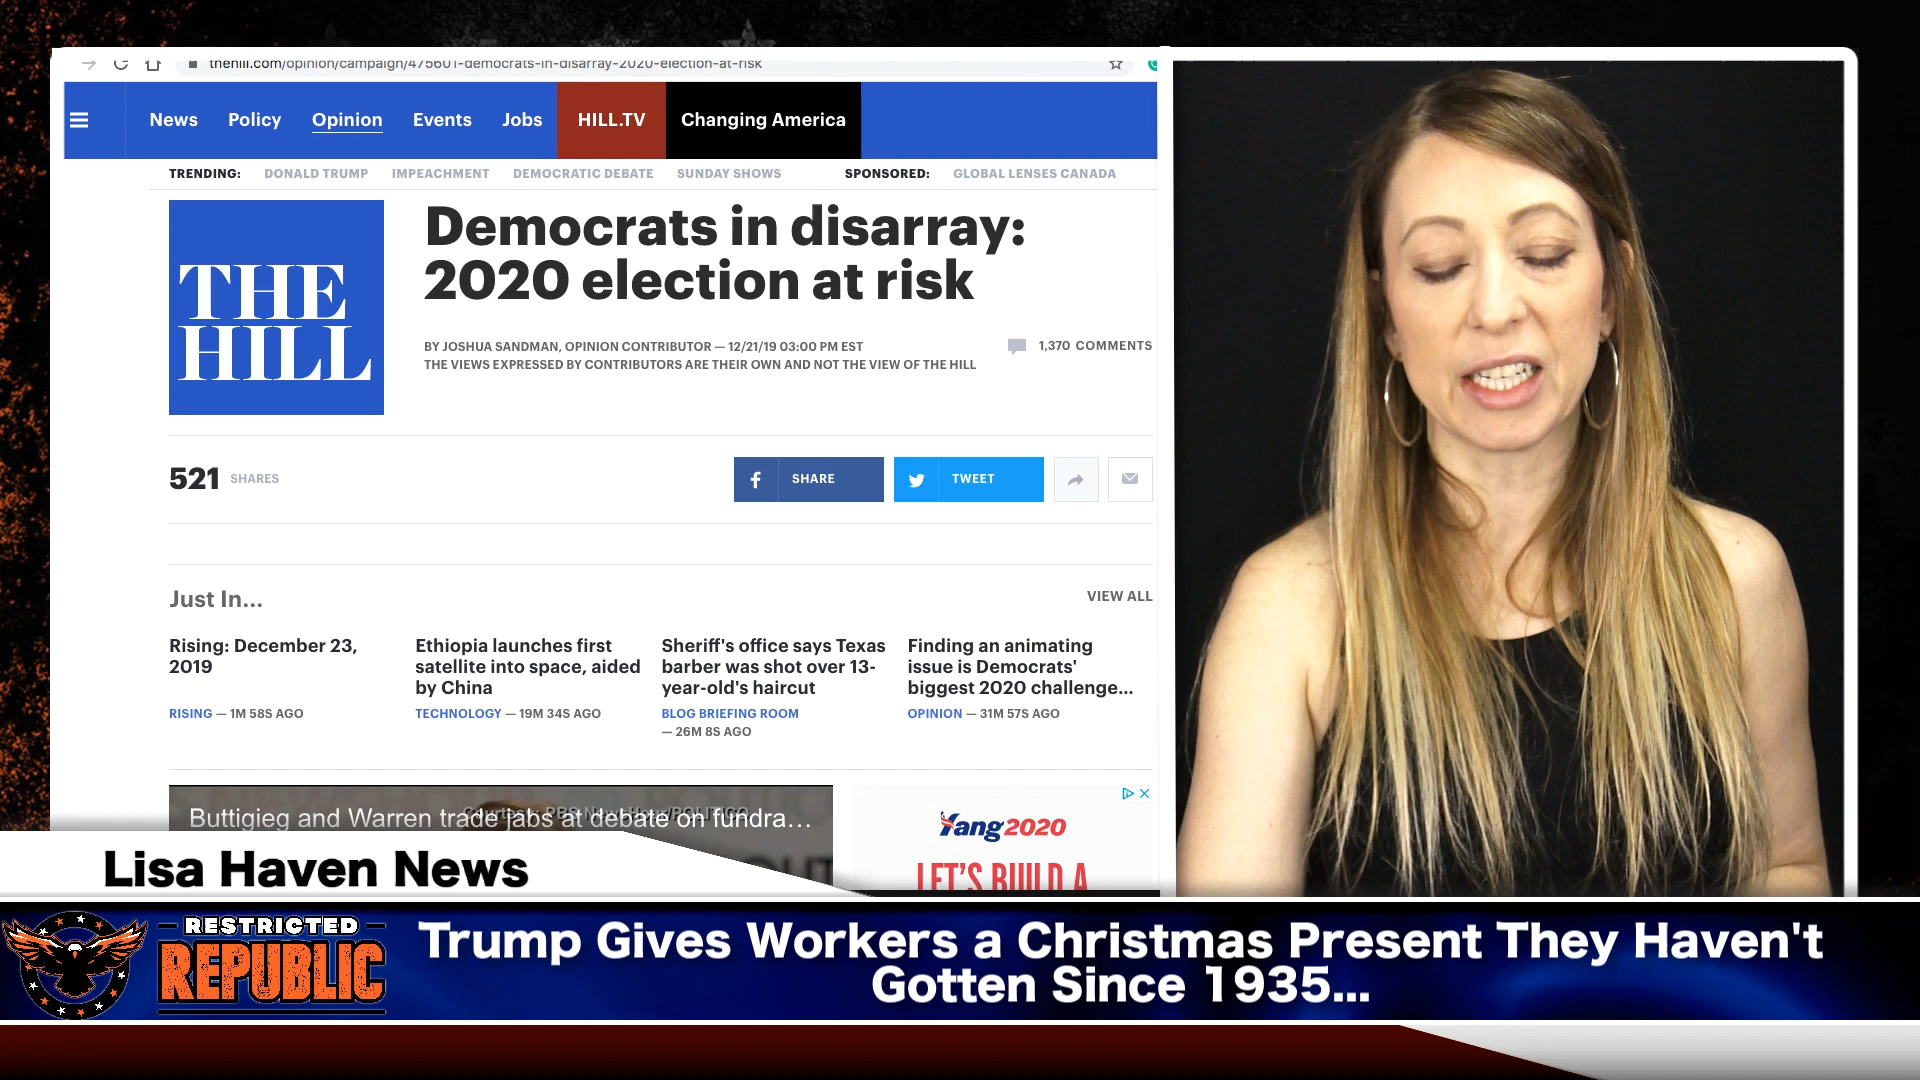 thehill.com/opinion/campaign/475601-democrats-in-disarray-2020-election-at-risk
News Policy Opinion Events Jobs HILL.TV Changing America
TRENDING: DONALD TRUMP IMPEACHMENT DEMOCRATIC DEBATE SUNDAY SHOWS SPONSORED: GLOBAL LENSES CANADA
THE
HILL
Democrats in disarray:
2020 election at risk
BY JOSHUA SANDMAN, OPINION CONTRIBUTOR — 12/21/19 03:00 PM EST
THE VIEWS EXPRESSED BY CONTRIBUTORS ARE THEIR OWN AND NOT THE VIEW OF THE HILL
1,370 COMMENTS
521 SHARES
SHARE
TWEET
Just In...
VIEW ALL
Rising: December 23,
2019
RISING — 1M 58S AGO
Ethiopia launches first
satellite into space, aided
by China
TECHNOLOGY — 19M 34S AGO
Sheriff's office says Texas
barber was shot over 13-
year-old's haircut
BLOG BRIEFING ROOM
— 26M 8S AGO
Finding an animating
issue is Democrats'
biggest 2020 challenge...
OPINION — 31M 57S AGO
Buttigieg and Warren trade jabs at debate on fundra...
Yang2020
LET'S BUILD A
Lisa Haven News
RESTRICTED
REPUBLIC
Trump Gives Workers a Christmas Present They Haven't
Gotten Since 1935...